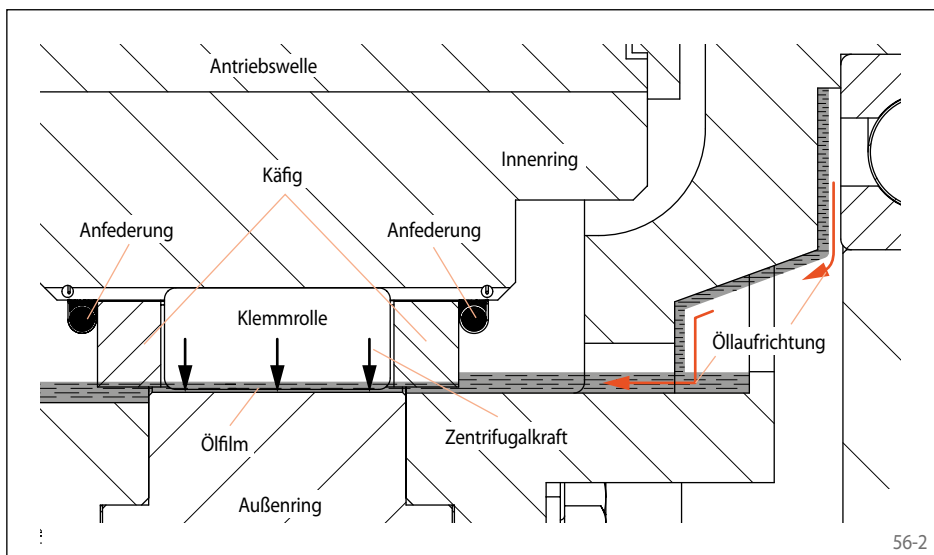 Antriebswelle
Innenring
Käfig
Anfederung
Anfederung
Klemmrolle
Öllaufrichtung
Ölfilm
Zentrifugalkraft
Außenring
56-2